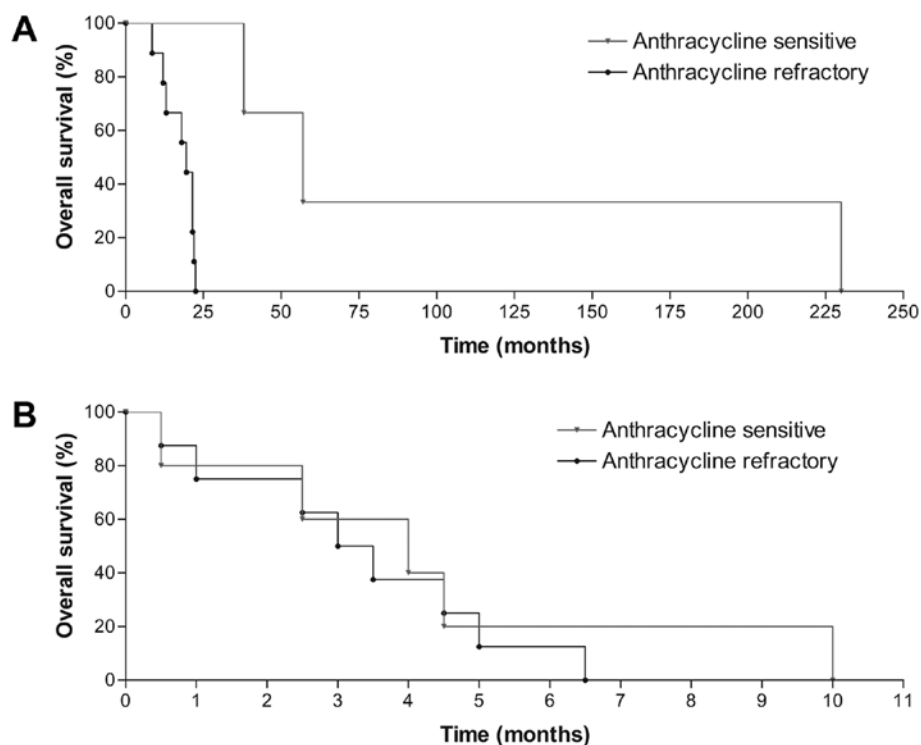 A
Overall survival (%)
100
80
60
40
20
0
Anthracycline sensitive
Anthracycline refractory
0 25 50 75 100 125 150 175 200 225 250
Time (months)
B
Overall survival (%)
100
80
60
40
20
0
Anthracycline sensitive
Anthracycline refractory
0 1 2 3 4 5 6 7 8 9 10 11
Time (months)